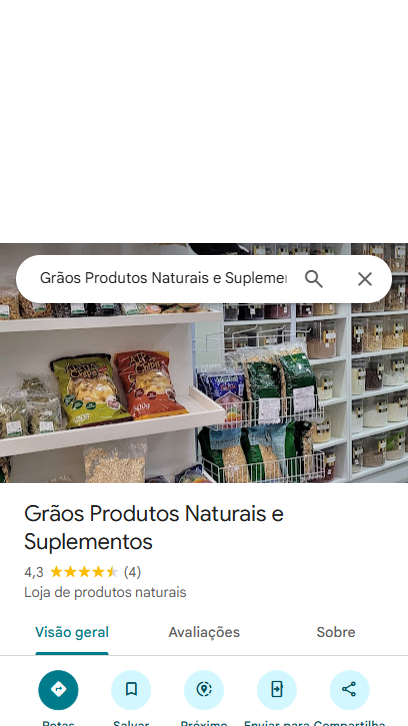 Grãos Produtos Naturais e Suplemen
Grãos Produtos Naturais e
Suplementos
4,3 (4)
Loja de produtos naturais
Visão geral Avaliações Sobre
Rotas Salvar Próximo Enviar para Compartilha